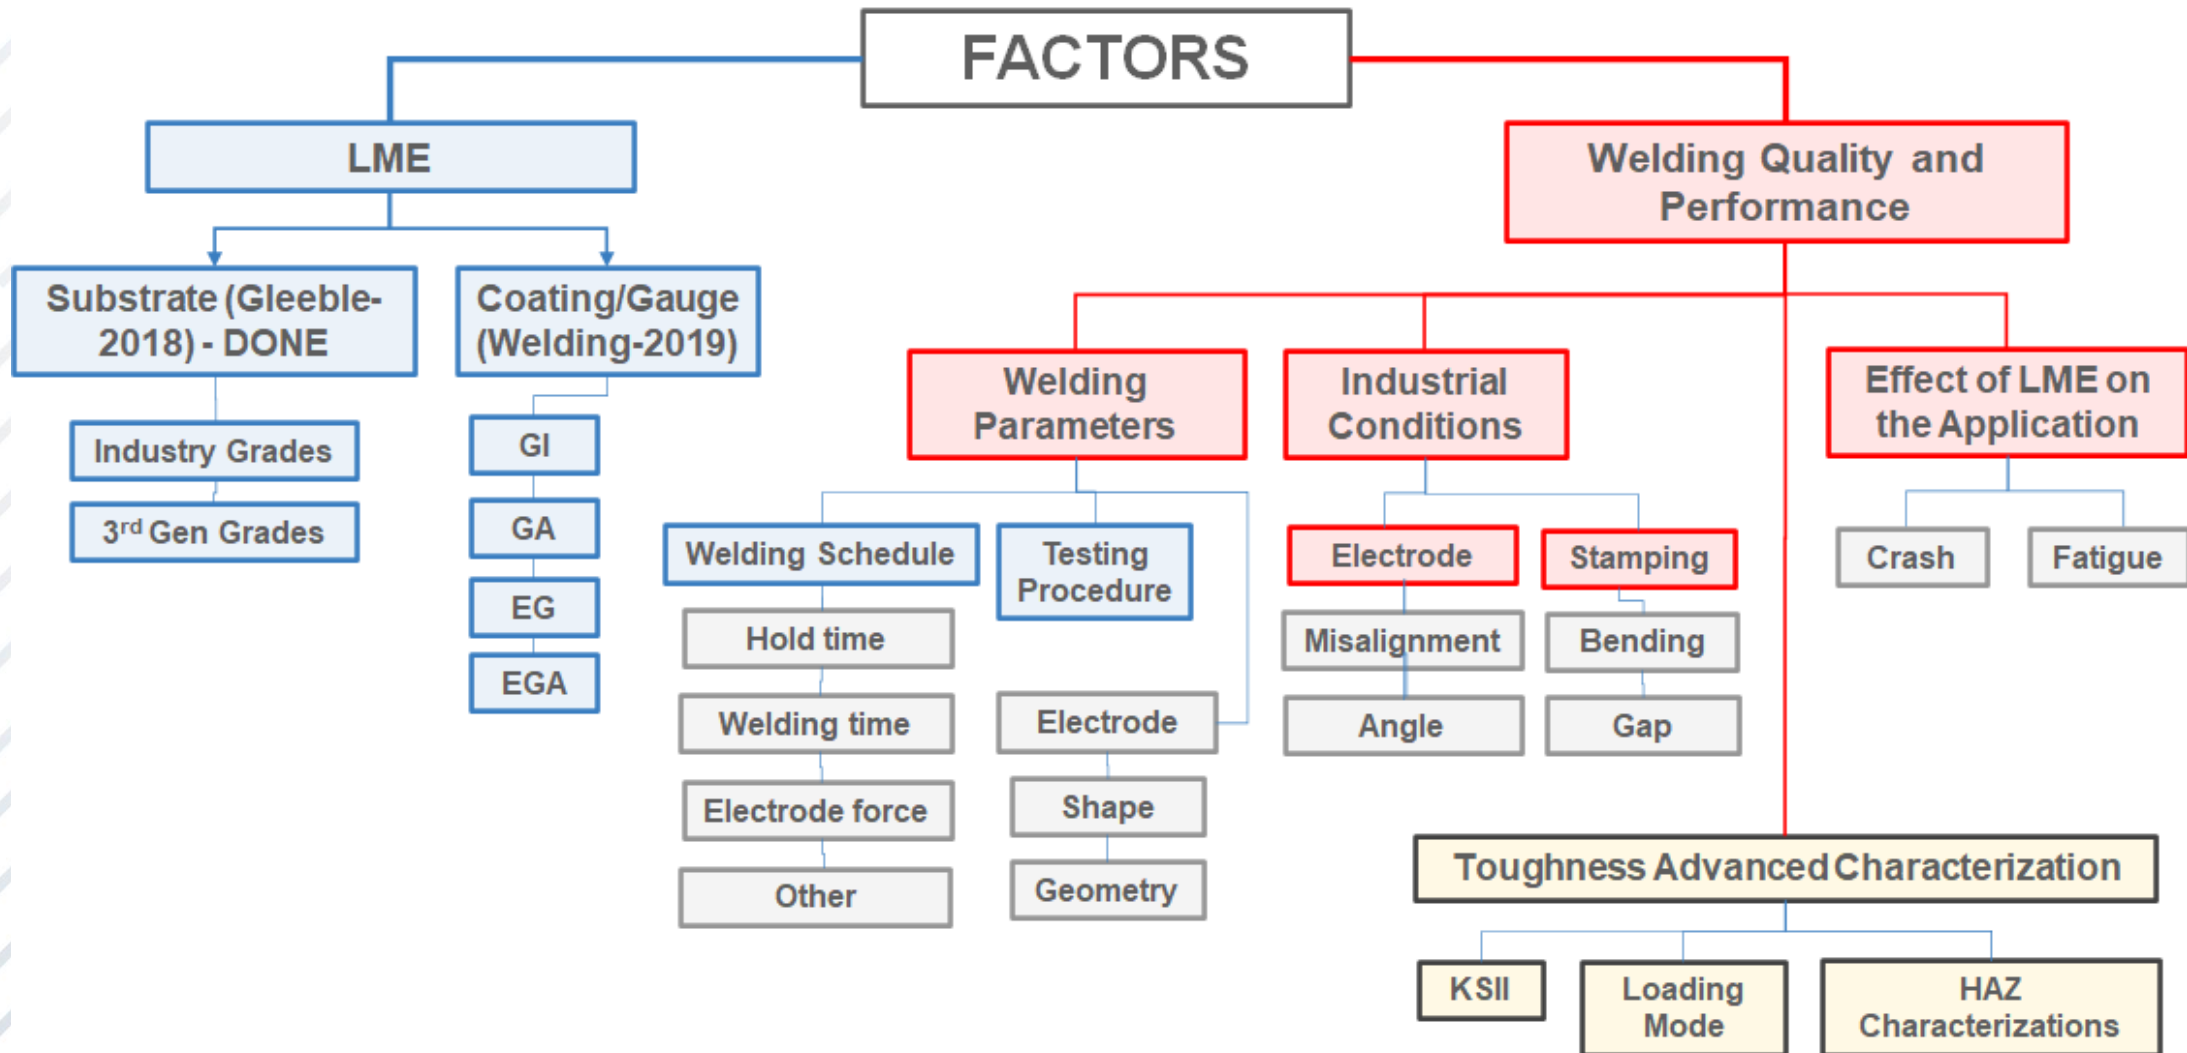 FACTORS
LME
Welding Quality and
Performance
Substrate (Gleeble-
2018) - DONE
Coating/Gauge
(Welding-2019)
Industry Grades
3rd Gen Grades
GI
GA
EG
EGA
Welding
Parameters
Industrial
Conditions
Effect of LME on
the Application
Welding Schedule
Testing
Procedure
Hold time
Welding time
Electrode force
Other
Electrode
Shape
Geometry
Electrode
Misalignment
Angle
Stamping
Bending
Gap
Crash
Fatigue
Toughness Advanced Characterization
KSII
Loading
Mode
HAZ
Characterizations